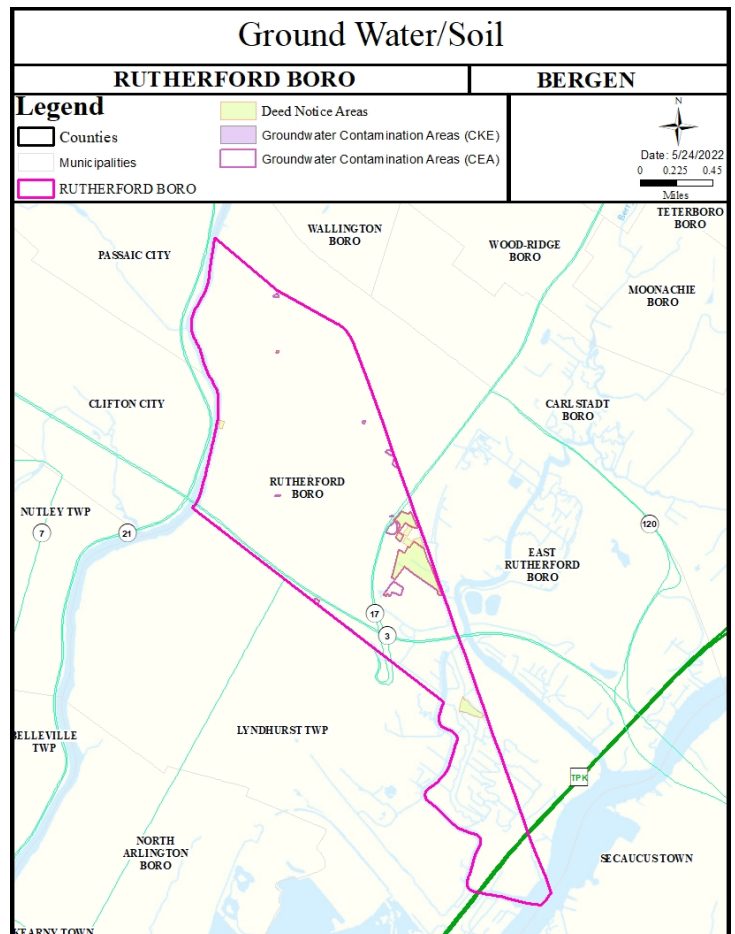 Ground Water/Soil
RUTHERFORD BORO
BERGEN
Legend
Counties
Municipalities
RUTHERFORD BORO
Deed Notice Areas
Groundwater Contamination Areas (CKE)
Groundwater Contamination Areas (CEA)
N
Date: 5/24/2022
0 0.225 0.45
Miles
TETERBORO
BORO
WALLINGTON
BORO
PASSAIC CITY
WOOD-RIDGE
BORO
MOONACHIE
BORO
CLIFTON CITY
CARLSTADT
BORO
RUTHERFORD
BORO
NUTLEY TWP
7
21
120
EAST
RUTHERFORD
BORO
17
3
LYNDHURST TWP
BELLEVILLE
TWP
TPK
NORTH
ARLINGTON
BORO
SECAUCUS TOWN
KEARNY TOWN